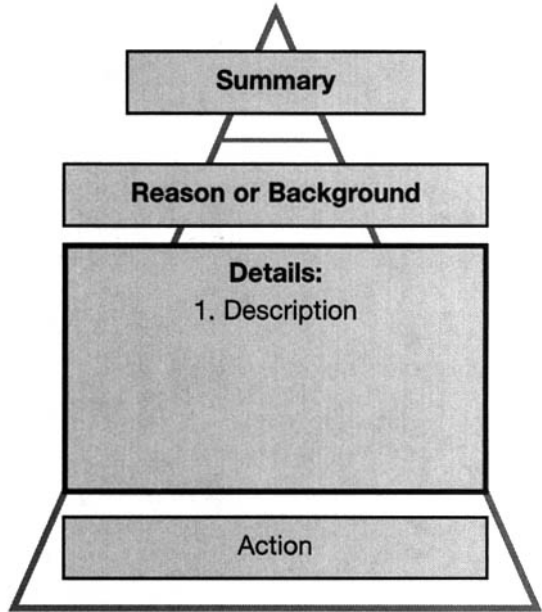 Summary
Reason or Background
Details:
1. Description
Action